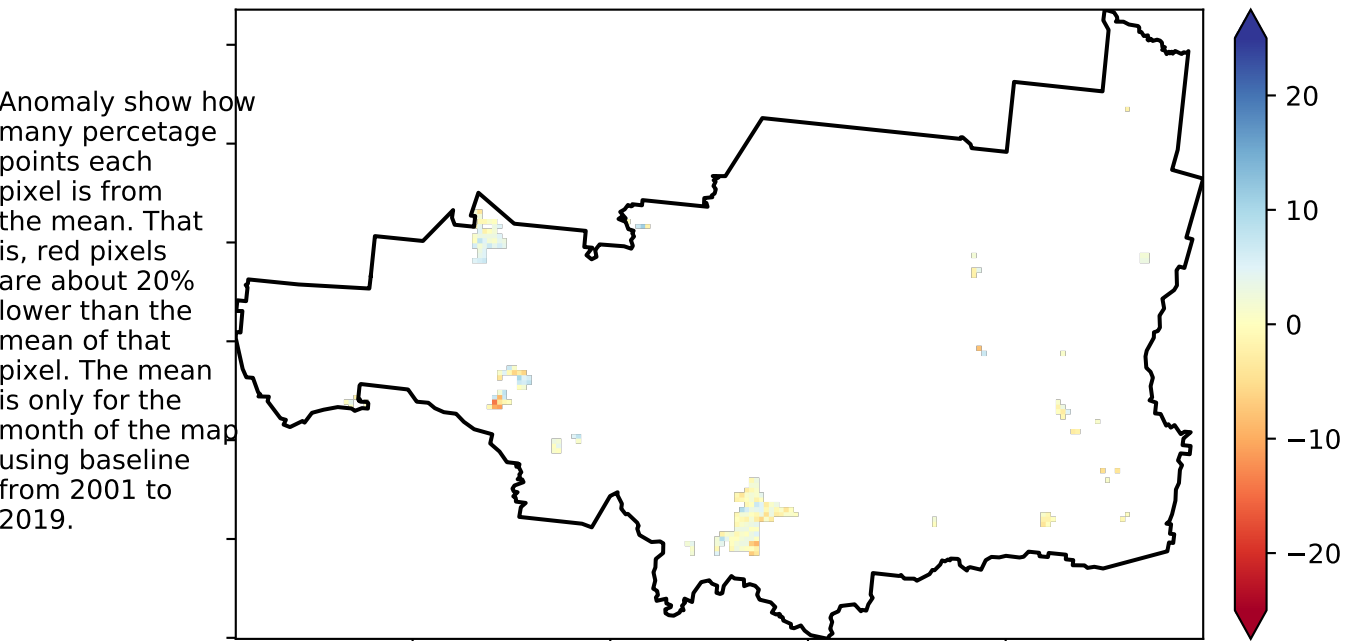 Anomaly show how
many percetage
points each
pixel is from
the mean. That
is, red pixels
are about 20%
lower than the
mean of that
pixel. The mean
is only for the
month of the map
using baseline
from 2001 to
2019.
20
10
0
−10
−20